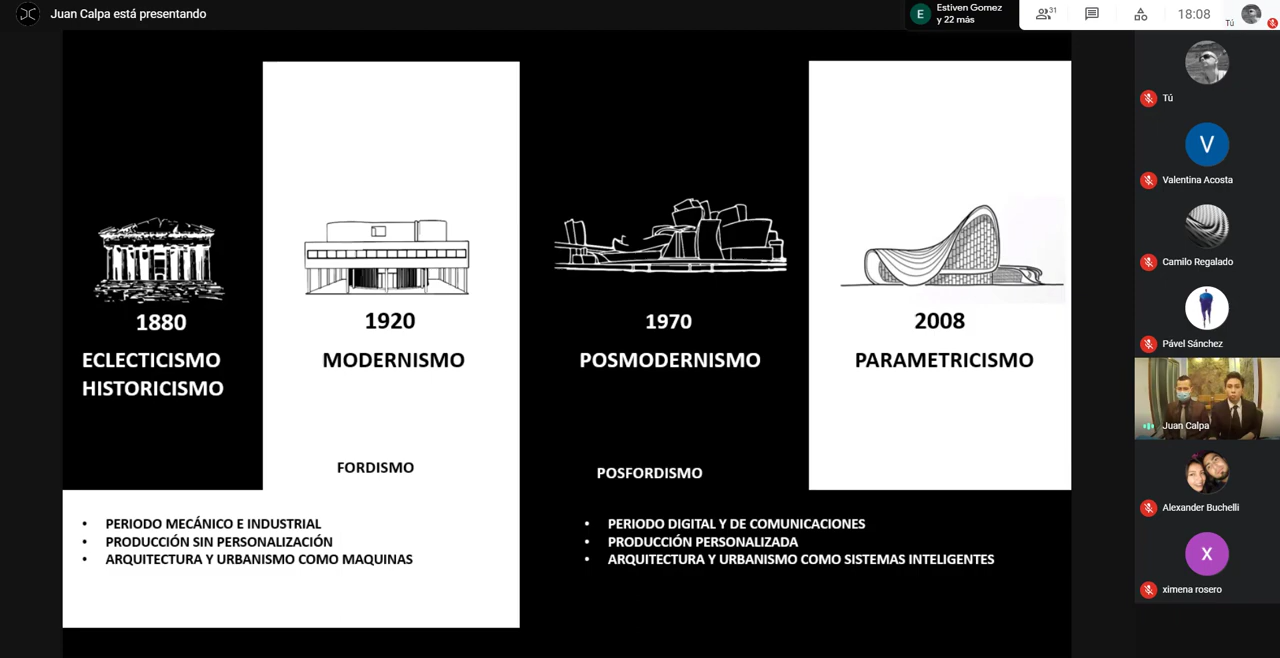 Juan Calpa está presentando
E
Estiven Gomez
y 22 más
31
18:08
Tú
1880
ECLECTICISMO
HISTORICISMO
1920
MODERNISMO
FORDISMO
1970
POSMODERNISMO
POSFORDISMO
2008
PARAMETRICISMO
• PERIODO MECÁNICO E INDUSTRIAL
• PRODUCCIÓN SIN PERSONALIZACIÓN
• ARQUITECTURA Y URBANISMO COMO MAQUINAS
• PERIODO DIGITAL Y DE COMUNICACIONES
• PRODUCCIÓN PERSONALIZADA
• ARQUITECTURA Y URBANISMO COMO SISTEMAS INTELIGENTES
Tú
V
Valentina Acosta
Camilo Regalado
Pável Sánchez
Juan Calpa
Alexander Buchelli
X
ximena rosero